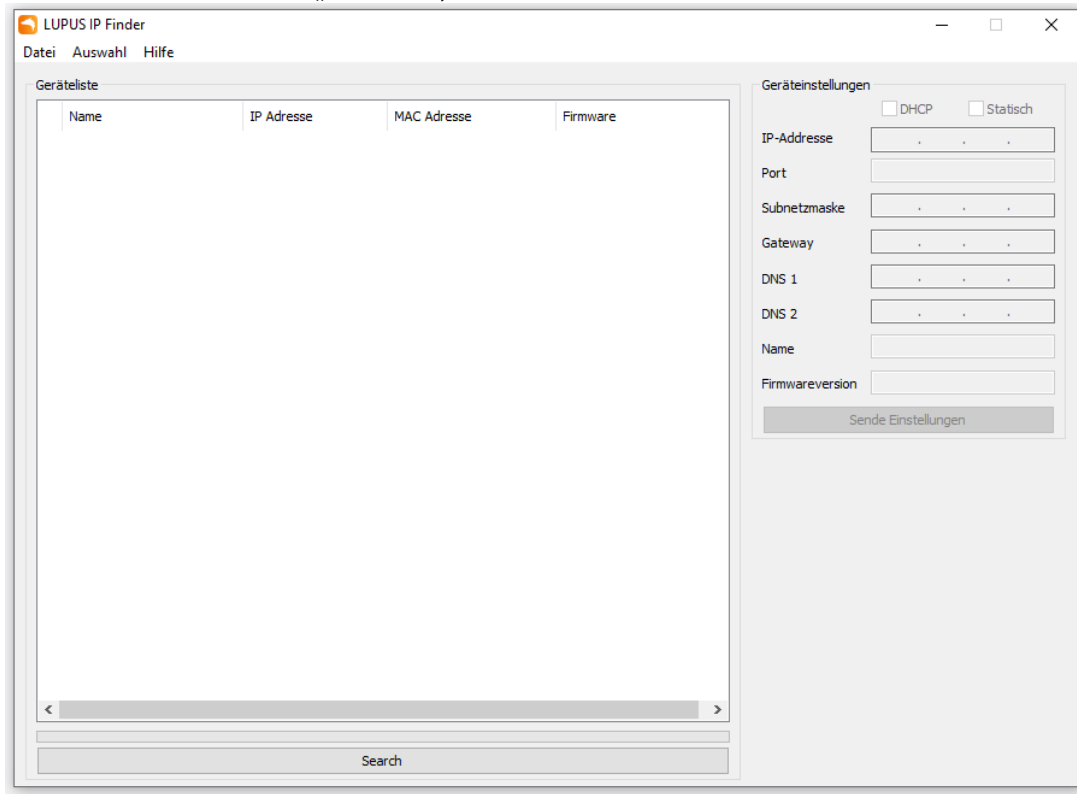 LUPUS IP Finder
Datei Auswahl Hilfe
Geräteliste
Name IP Adresse MAC Adresse Firmware
Geräteinstellungen
DHCP Statisch
IP-Addresse . . .
Port
Subnetzmaske . . .
Gateway . . .
DNS 1 . . .
DNS 2 . . .
Name
Firmwareversion
Sende Einstellungen
Search